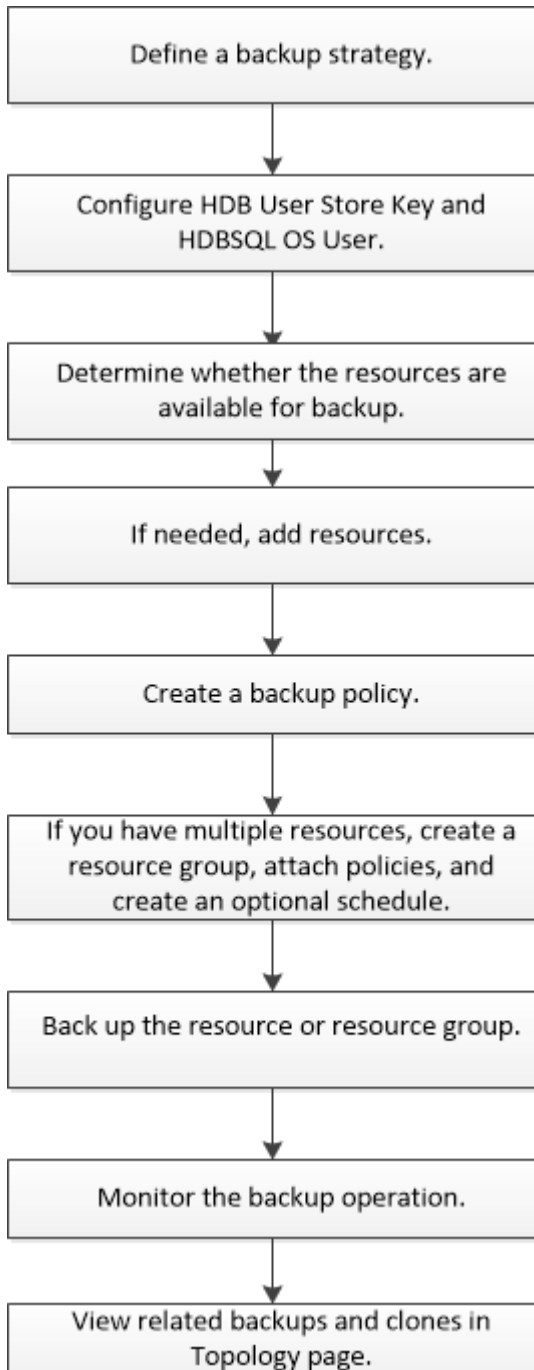 Define a backup strategy.
Configure HDB User Store Key and
HDBSQL OS User.
Determine whether the resources are
available for backup.
If needed, add resources.
Create a backup policy.
If you have multiple resources, create a
resource group, attach policies, and
create an optional schedule.
Back up the resource or resource group.
Monitor the backup operation.
View related backups and clones in
Topology page.